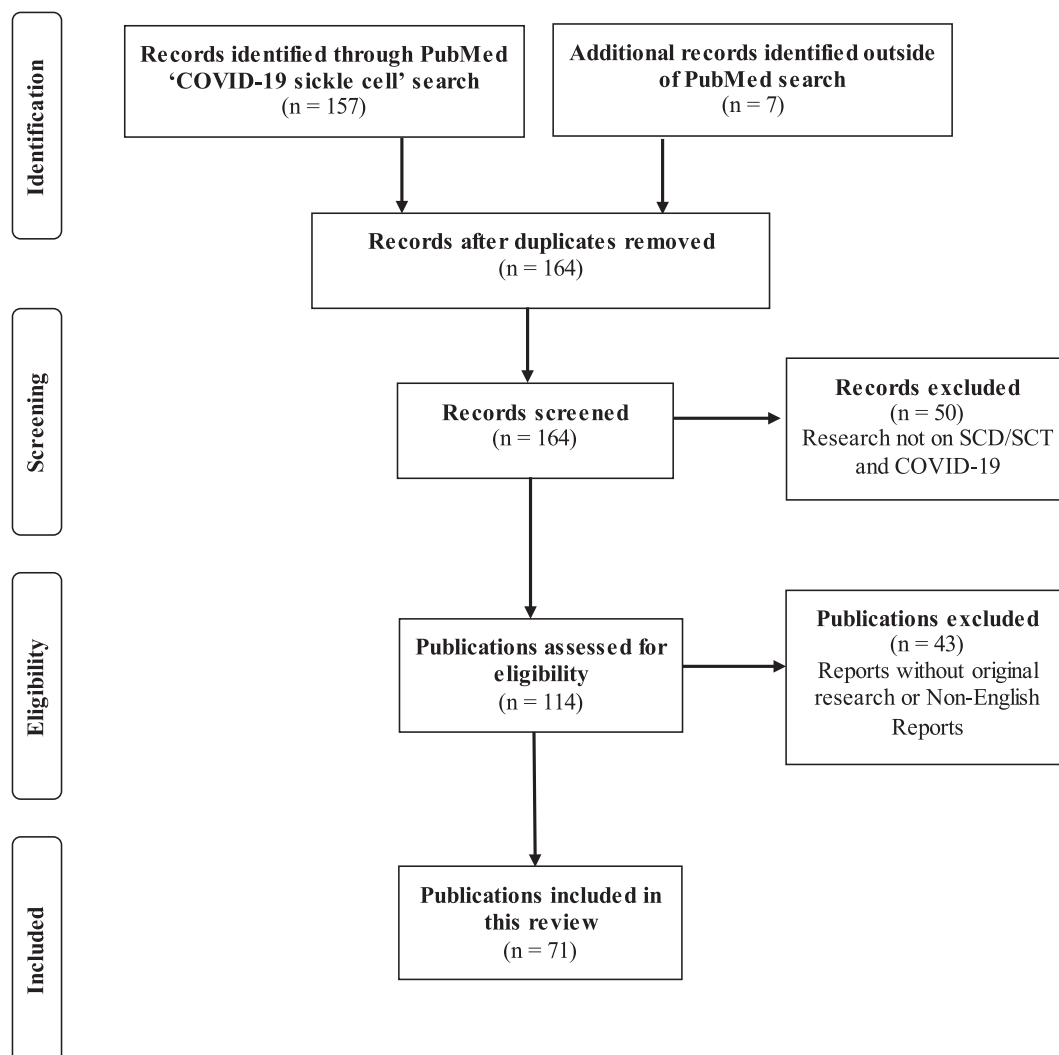 Identification
Records identified through PubMed
‘COVID-19 sickle cell’ search
(n = 157)
Additional records identified outside
of PubMed search
(n = 7)
Records after duplicates removed
(n = 164)
Screening
Records screened
(n = 164)
Records excluded
(n = 50)
Research not on SCD/SCT
and COVID-19
Eligibility
Publications assessed for
eligibility
(n = 114)
Publications excluded
(n = 43)
Reports without original
research or Non-English
Reports
Included
Publications included in
this review
(n = 71)